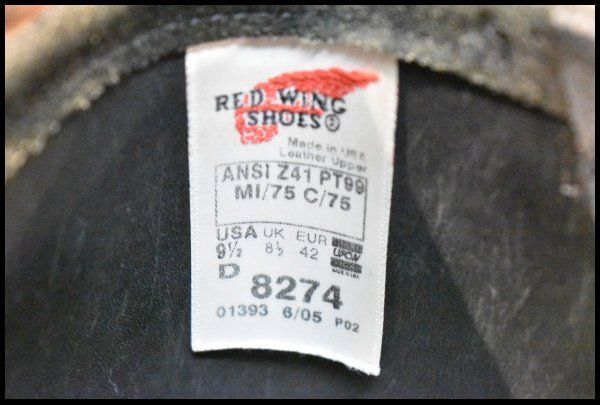 RED WING
SHOES®
Made in USA
Leather Upper
ANSI Z41 PT99
MI/75 C/75
USA UK EUR
9½ 8½ 42
D
8274
01393 6/05 P02